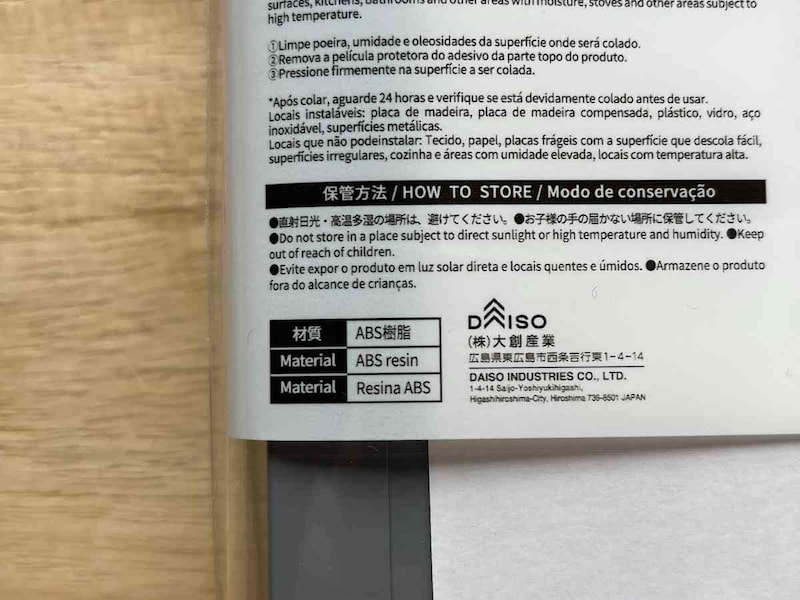 surfaces, kitchens, bathrooms and other areas with moisture, stoves and other areas subject to
high temperature.
①Limpe poeira, umidade e oleosidades da superfície onde será colado.
②Remova a película protetora do adesivo da parte topo do produto.
③Pressione firmemente na superfície a ser colada.
*Após colar, aguarde 24 horas e verifique se está devidamente colado antes de usar.
Locais instaláveis: placa de madeira, placa de madeira compensada, plástico, vidro, aço
inoxidável, superfícies metálicas.
Locais que não podeinstalar: Tecido, papel, placas frágeis com a superfície que descola fácil,
superfícies irregulares, cozinha e áreas com umidade elevada, locais com temperatura alta.
保管方法 / HOW TO STORE / Modo de conservação
●直射日光・高温多湿の場所は、避けてください。●お子様の手の届かない場所に保管してください。
●Do not store in a place subject to direct sunlight or high temperature and humidity. ●Keep
out of reach of children.
●Evite expor o produto em luz solar direta e locais quentes e úmidos. ●Armazene o produto
fora do alcance de crianças.
材質 ABS樹脂
Material ABS resin
Material Resina ABS
DAISO
(株)大創産業
広島県東広島市西条吉行東1-4-14
DAISO INDUSTRIES CO., LTD.
1-4-14 Saijo-Yoshiyukihigashi,
Higashihiroshima-City, Hiroshima 739-8501 JAPAN